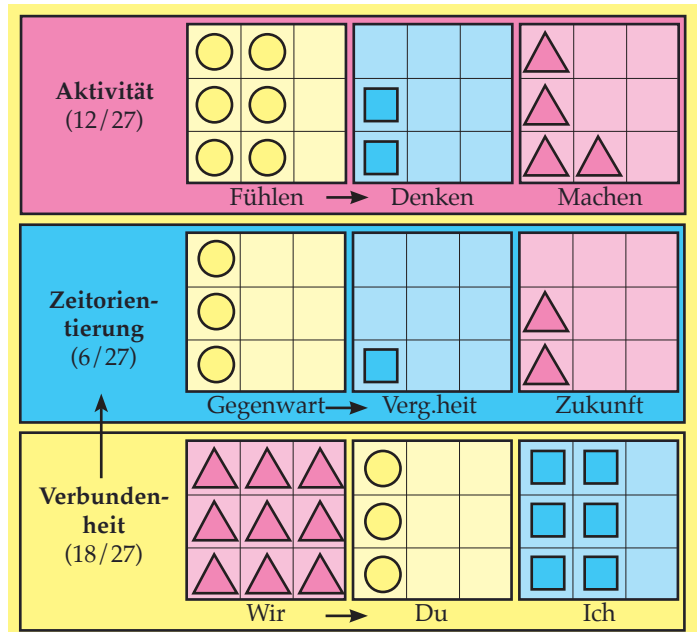 Aktivität
(12/27)
Fühlen Denken Machen
Zeitorien-
tierung
(6/27)
Gegenwart Verg.heit Zukunft
Verbunden-
heit
(18/27)
Wir Du Ich